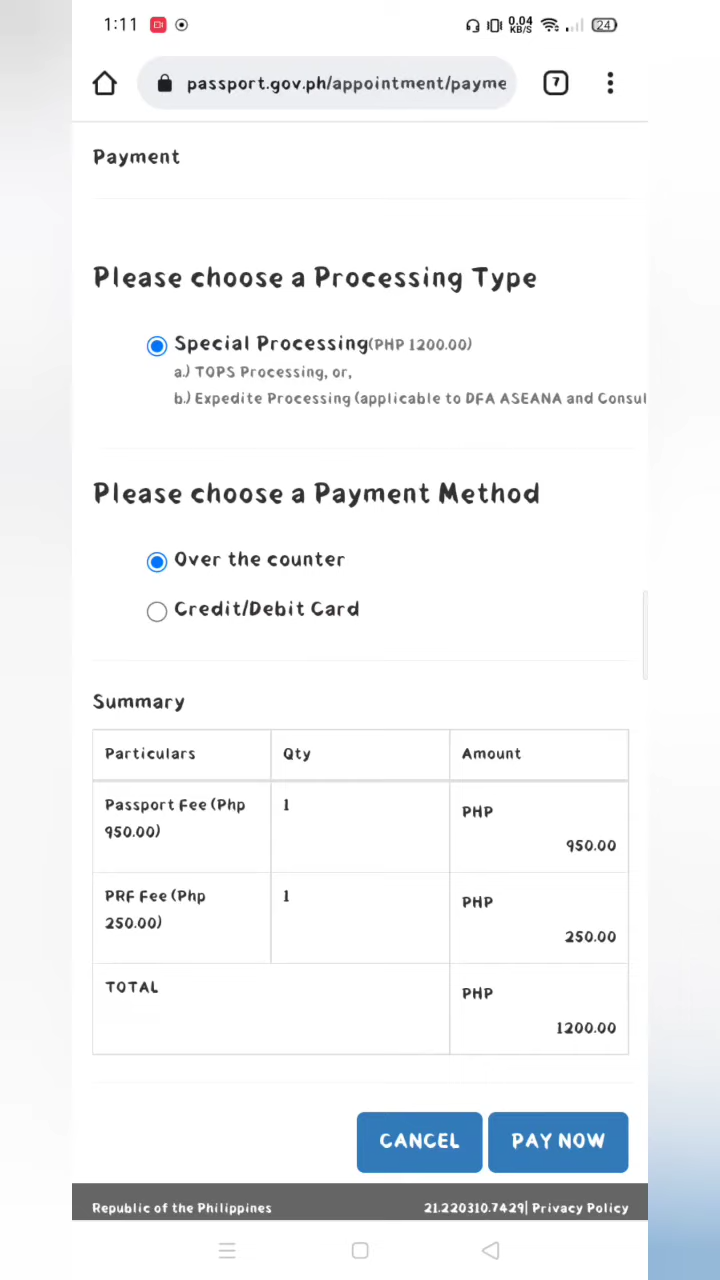 1:11
0.04 KB/S
24
passport.gov.ph/appointment/payme
7
Payment
Please choose a Processing Type
Special Processing(PHP 1200.00)
a.) TOPS Processing, or,
b.) Expedite Processing (applicable to DFA ASEANA and Consul
Please choose a Payment Method
Over the counter
Credit/Debit Card
Summary
Particulars Qty Amount
Passport Fee (Php 1 PHP
950.00) 950.00
PRF Fee (Php 1 PHP
250.00) 250.00
TOTAL PHP
1200.00
CANCEL PAY NOW
Republic of the Philippines 21.220310.7429| Privacy Policy